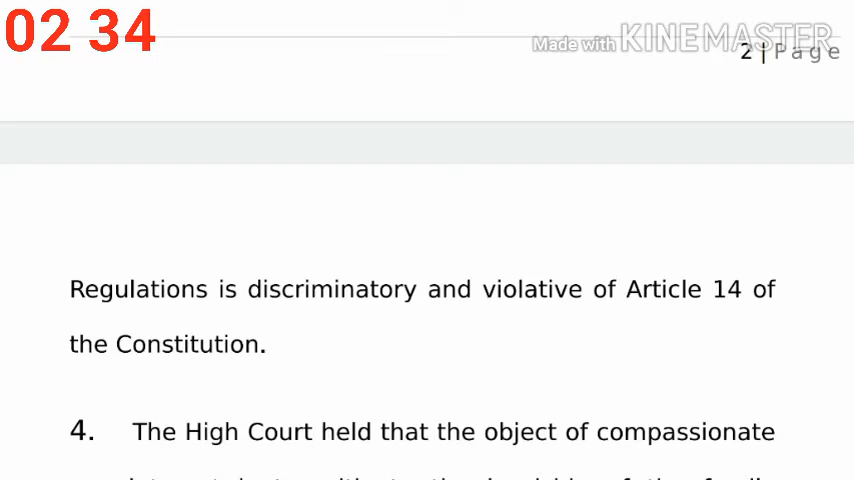 02 34
Made with KINEMASTER
2 | Page
Regulations is discriminatory and violative of Article 14 of
the Constitution.
4. The High Court held that the object of compassionate